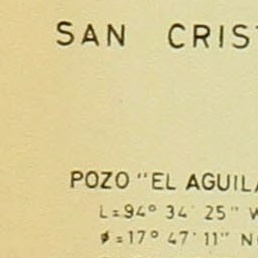 SAN CRIST
POZO "EL AGUILA
L=94° 34' 25" W
ø=17° 47' 11" N